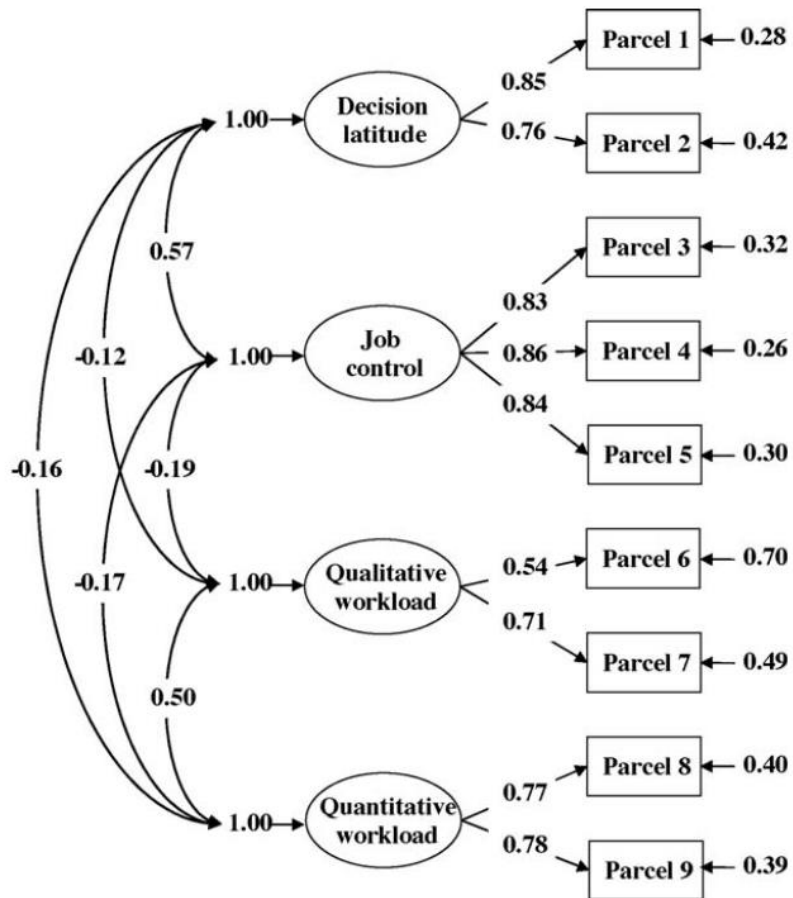 Parcel 1
0.28
0.85
Decision
latitude
1.00
0.76
Parcel 2
0.42
0.57
Parcel 3
0.32
0.83
-0.12
1.00
Job
control
0.86
Parcel 4
0.26
0.84
-0.16
-0.19
Parcel 5
0.30
-0.17
1.00
Qualitative
workload
0.54
Parcel 6
0.70
0.71
Parcel 7
0.49
0.50
Parcel 8
0.40
0.77
1.00
Quantitative
workload
0.78
Parcel 9
0.39